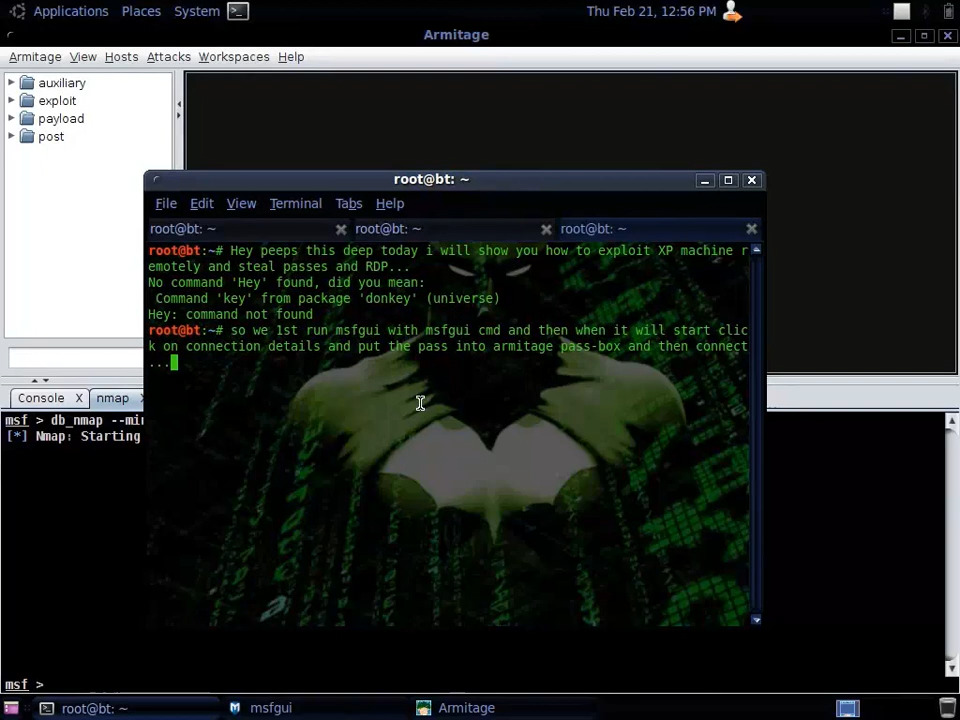 Applications Places System
Thu Feb 21, 12:56 PM
Armitage
Armitage View Hosts Attacks Workspaces Help
auxiliary
exploit
payload
post
root@bt: ~
File Edit View Terminal Tabs Help
root@bt: ~ root@bt: ~ root@bt: ~
root@bt:~# Hey peeps this deep today i will show you how to exploit XP machine r
emotely and steal passes and RDP...
No command 'Hey' found, did you mean:
Command 'key' from package 'donkey' (universe)
Hey: command not found
root@bt:~# so we 1st run msfgui with msfgui cmd and then when it will start clic
k on connection details and put the pass into armitage pass-box and then connect
...
Console X nmap
msf > db_nmap --min
[*] Nmap: Starting
msf >
root@bt: ~ msfgui Armitage